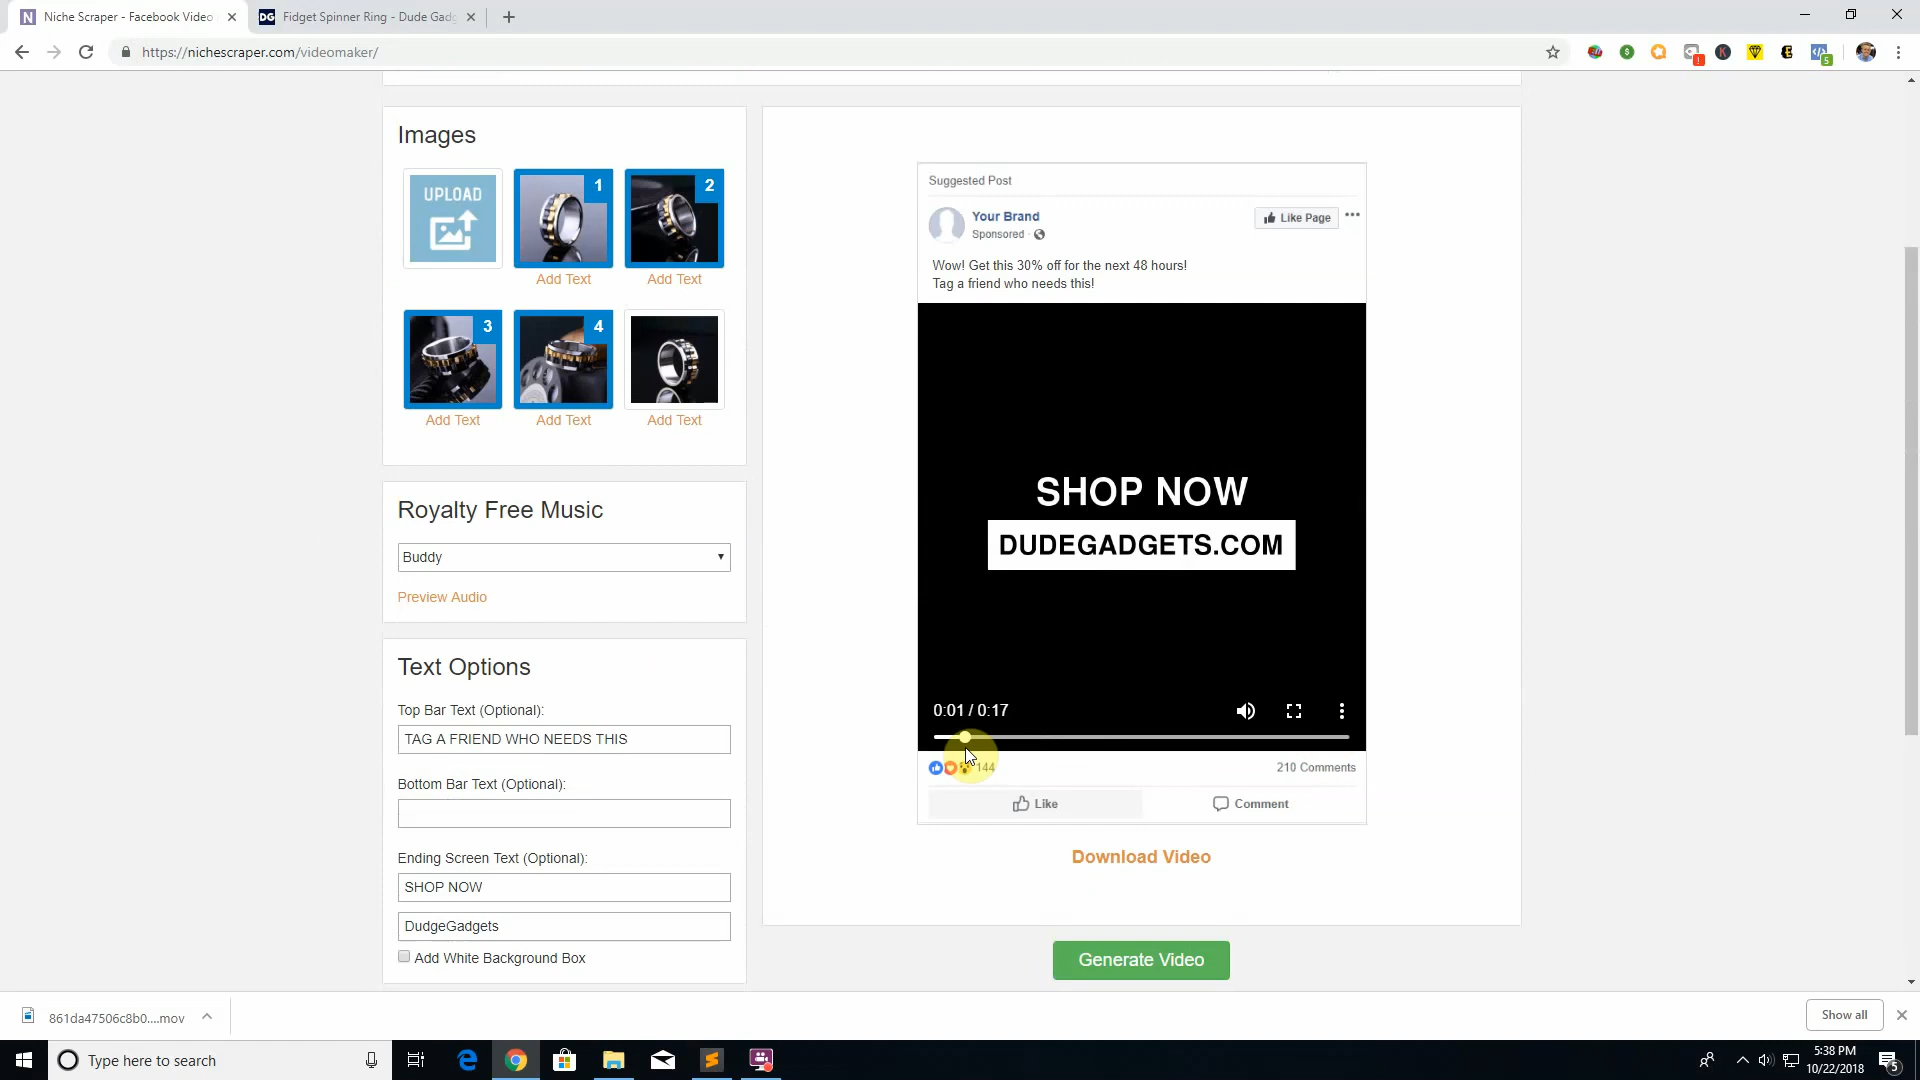 Niche Scraper - Facebook Video
DG Fidget Spinner Ring - Dude Gadg
https://nichescraper.com/videomaker/
Images
UPLOAD
1
2
Add Text
Add Text
3
4
Add Text
Add Text
Add Text
Royalty Free Music
Buddy
Preview Audio
Text Options
Top Bar Text (Optional):
TAG A FRIEND WHO NEEDS THIS
Bottom Bar Text (Optional):
Ending Screen Text (Optional):
SHOP NOW
DudgeGadgets
Add White Background Box
Suggested Post
Your Brand
Sponsored ·
Like Page
Wow! Get this 30% off for the next 48 hours!
Tag a friend who needs this!
SHOP NOW
DUDEGADGETS.COM
0:01 / 0:17
144
210 Comments
Like
Comment
Download Video
Generate Video
861da47506c8b0....mov
Show all
Type here to search
5:38 PM
10/22/2018
5